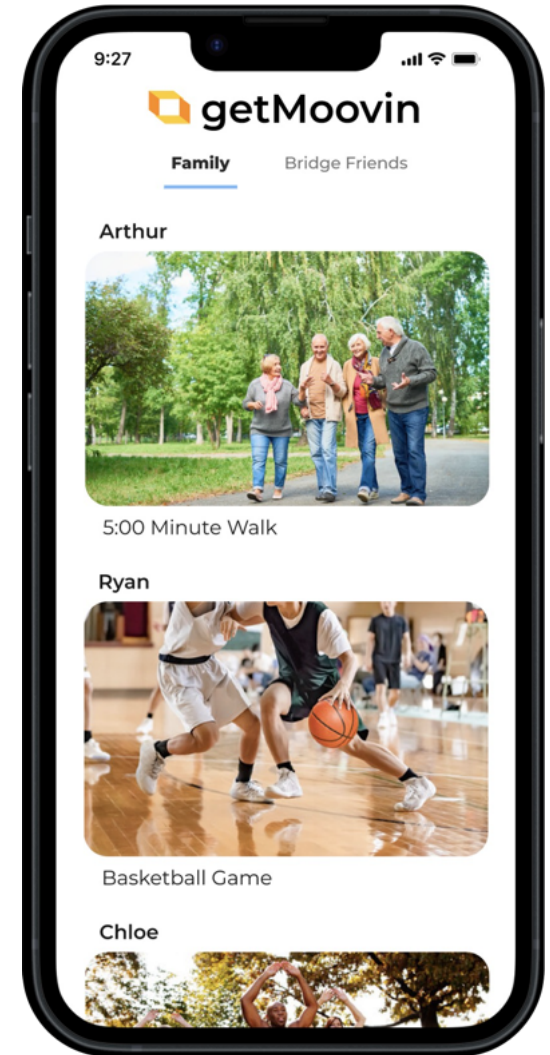 9:27
getMoovin
Family Bridge Friends
Arthur
5:00 Minute Walk
Ryan
Basketball Game
Chloe